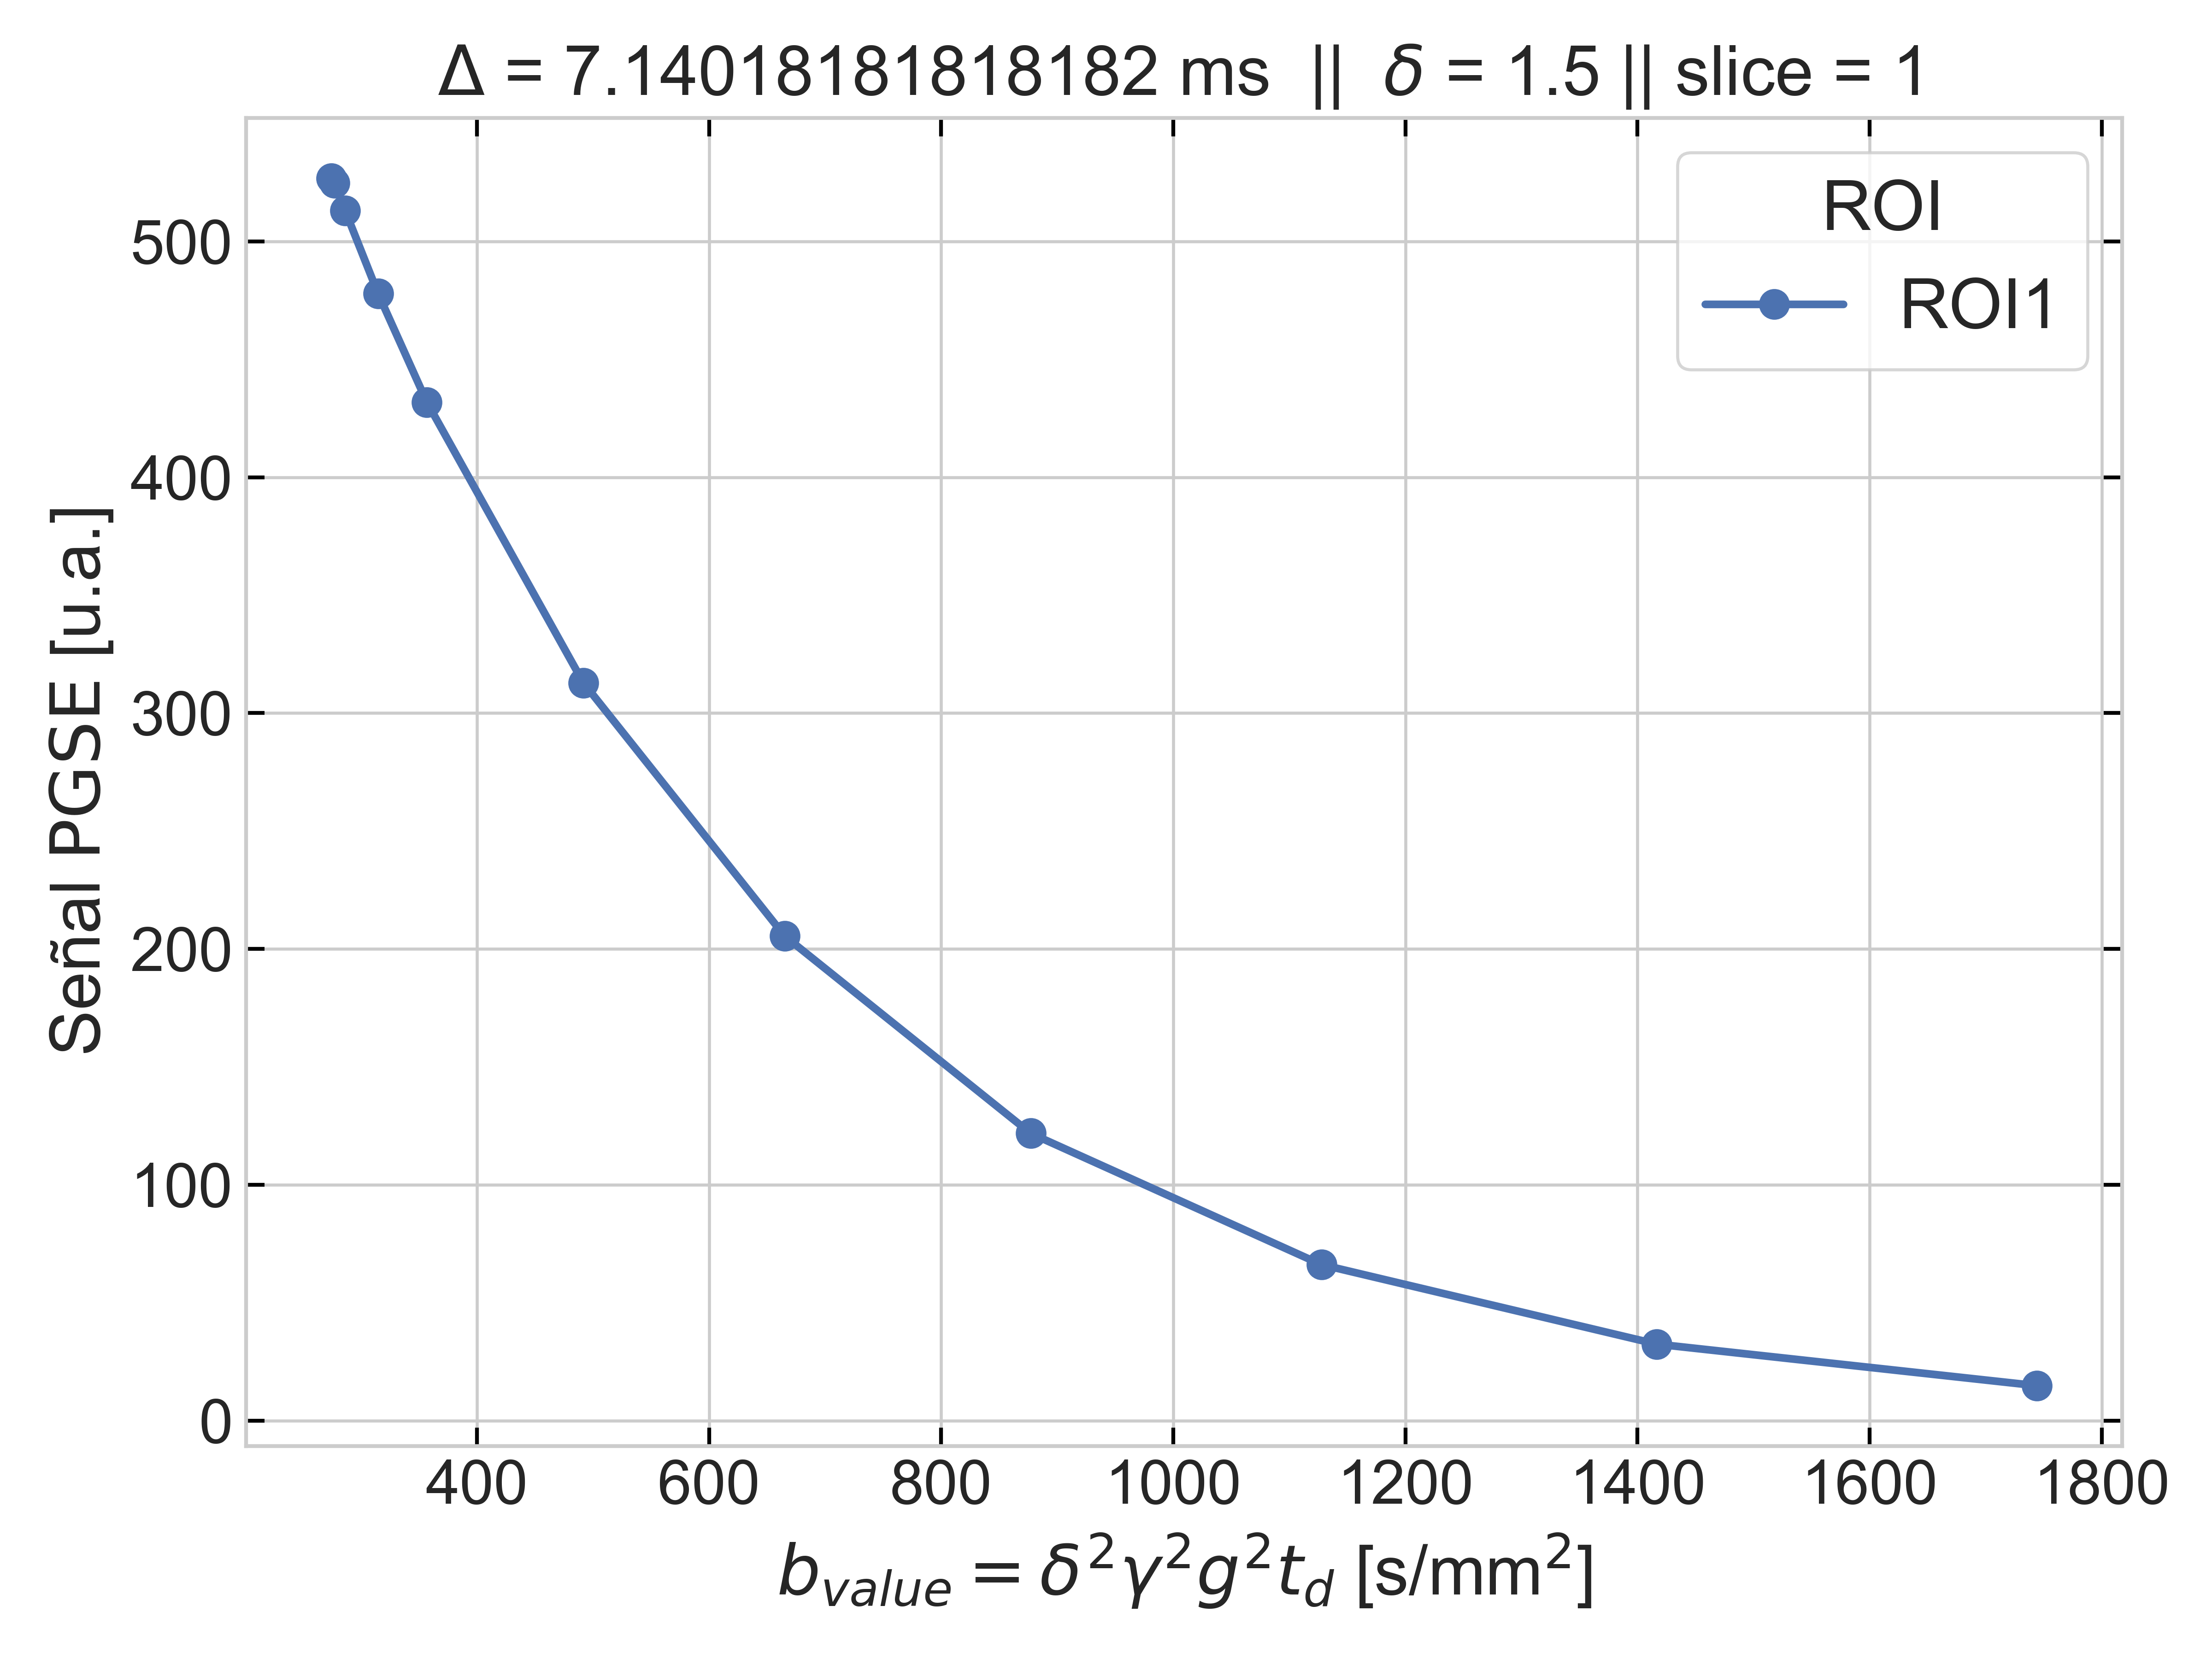 Δ = 7.140181818181182 ms || δ = 1.5 || slice = 1
ROI
ROI1
500
400
300
200
100
0
Señal PGSE [u.a.]
400 600 800 1000 1200 1400 1600 1800
b_value = δ²γ²g²t_d [s/mm²]